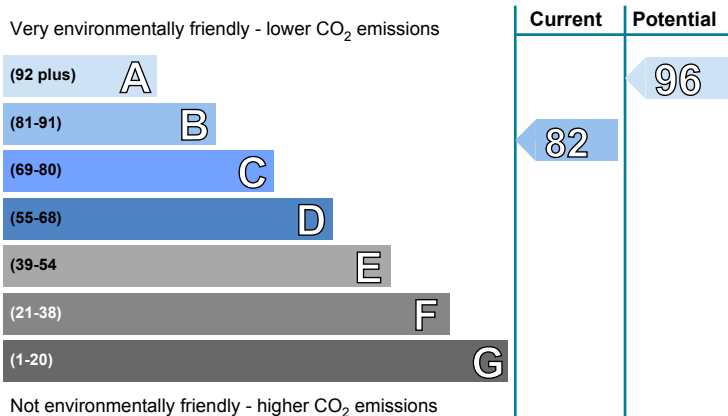 Very environmentally friendly - lower CO2 emissions
Current
Potential
(92 plus) A
96
(81-91) B
82
(69-80) C
(55-68) D
(39-54 E
(21-38) F
(1-20) G
Not environmentally friendly - higher CO2 emissions